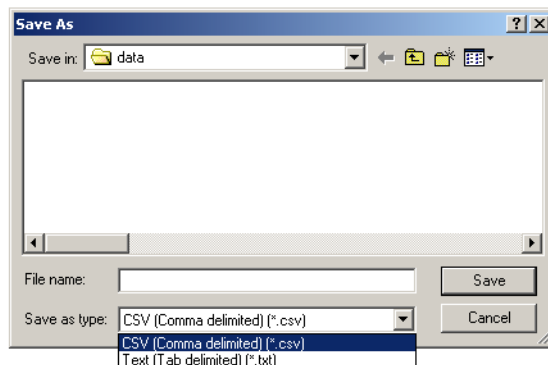 Save As
Save in: data
File name:
Save
Save as type: CSV (Comma delimited) (*.csv)
Cancel
CSV (Comma delimited) (*.csv)
Text (Tab delimited) (*.txt)